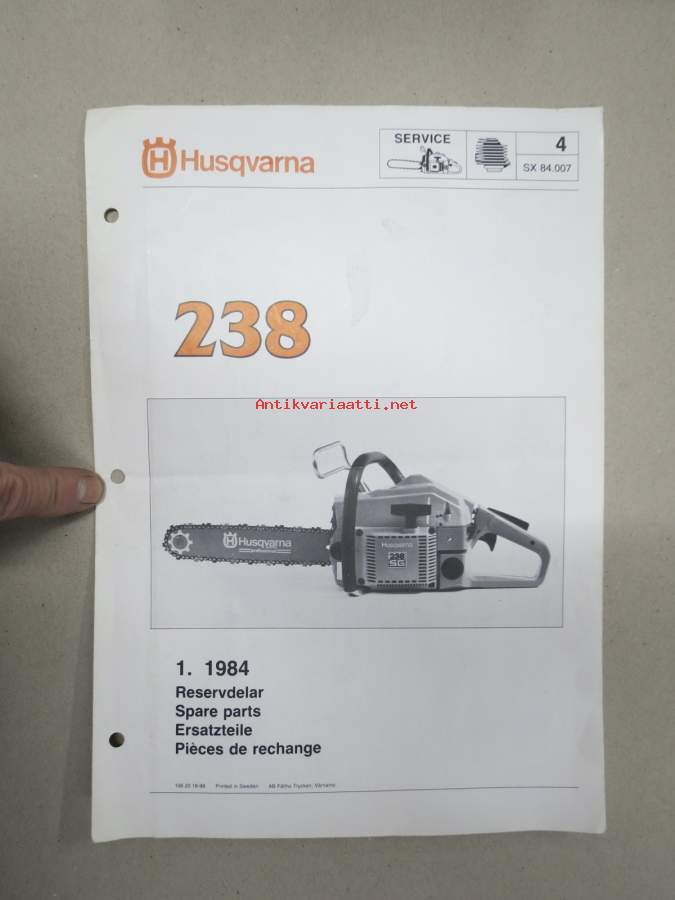 SERVICE
4
SX 84.007
Husqvarna
238
Antikvariaatti.net
Husqvarna
Husqvarna
238
SG
1. 1984
Reservdelar
Spare parts
Ersatzteile
Pièces de rechange
Printed in Sweden